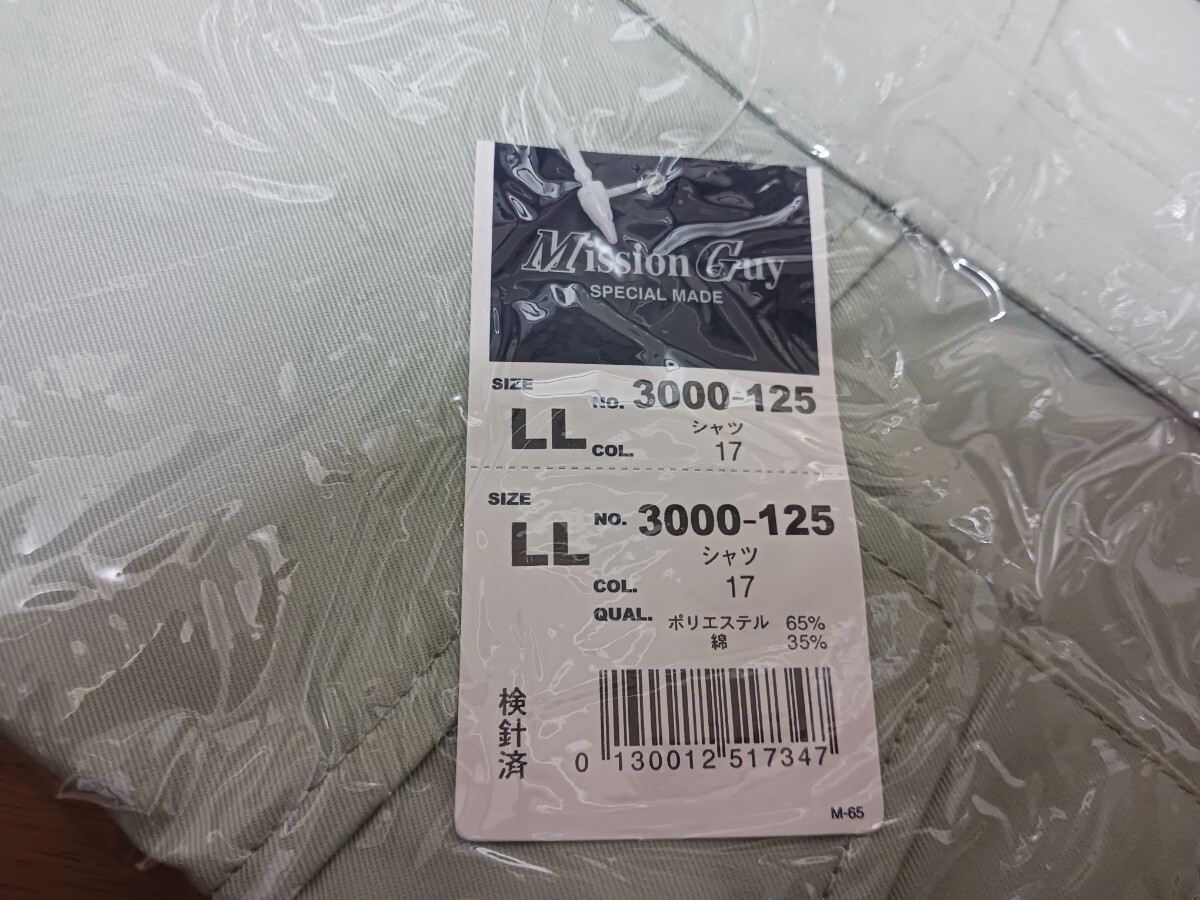 Mission Guy
SPECIAL MADE
SIZE
LL
NO. 3000-125
シャツ
COL. 17
SIZE
LL
NO. 3000-125
シャツ
COL. 17
QUAL. ポリエステル 65%
綿 35%
検針済
0 130012 517347
M-65